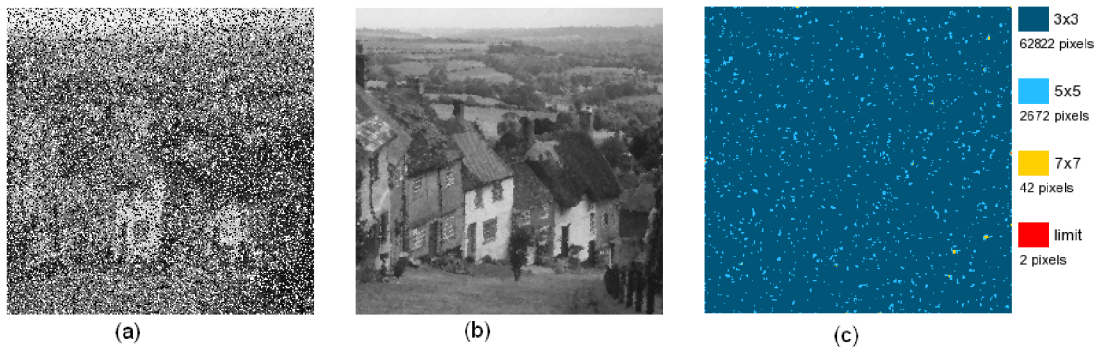 3x3
62822 pixels
5x5
2672 pixels
7x7
42 pixels
limit
2 pixels
(a)
(b)
(c)